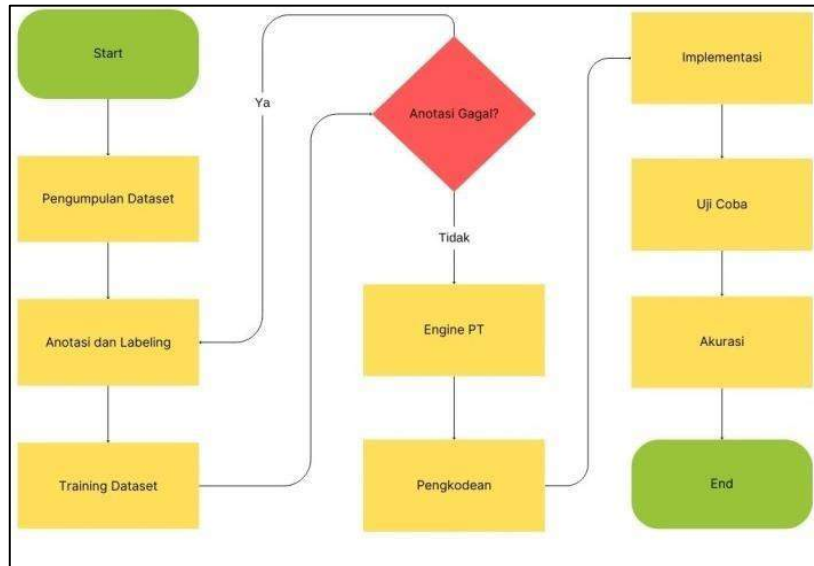 Start
Pengumpulan Dataset
Anotasi dan Labeling
Training Dataset
Anotasi Gagal?
Ya
Tidak
Engine PT
Pengkodean
Implementasi
Uji Coba
Akurasi
End